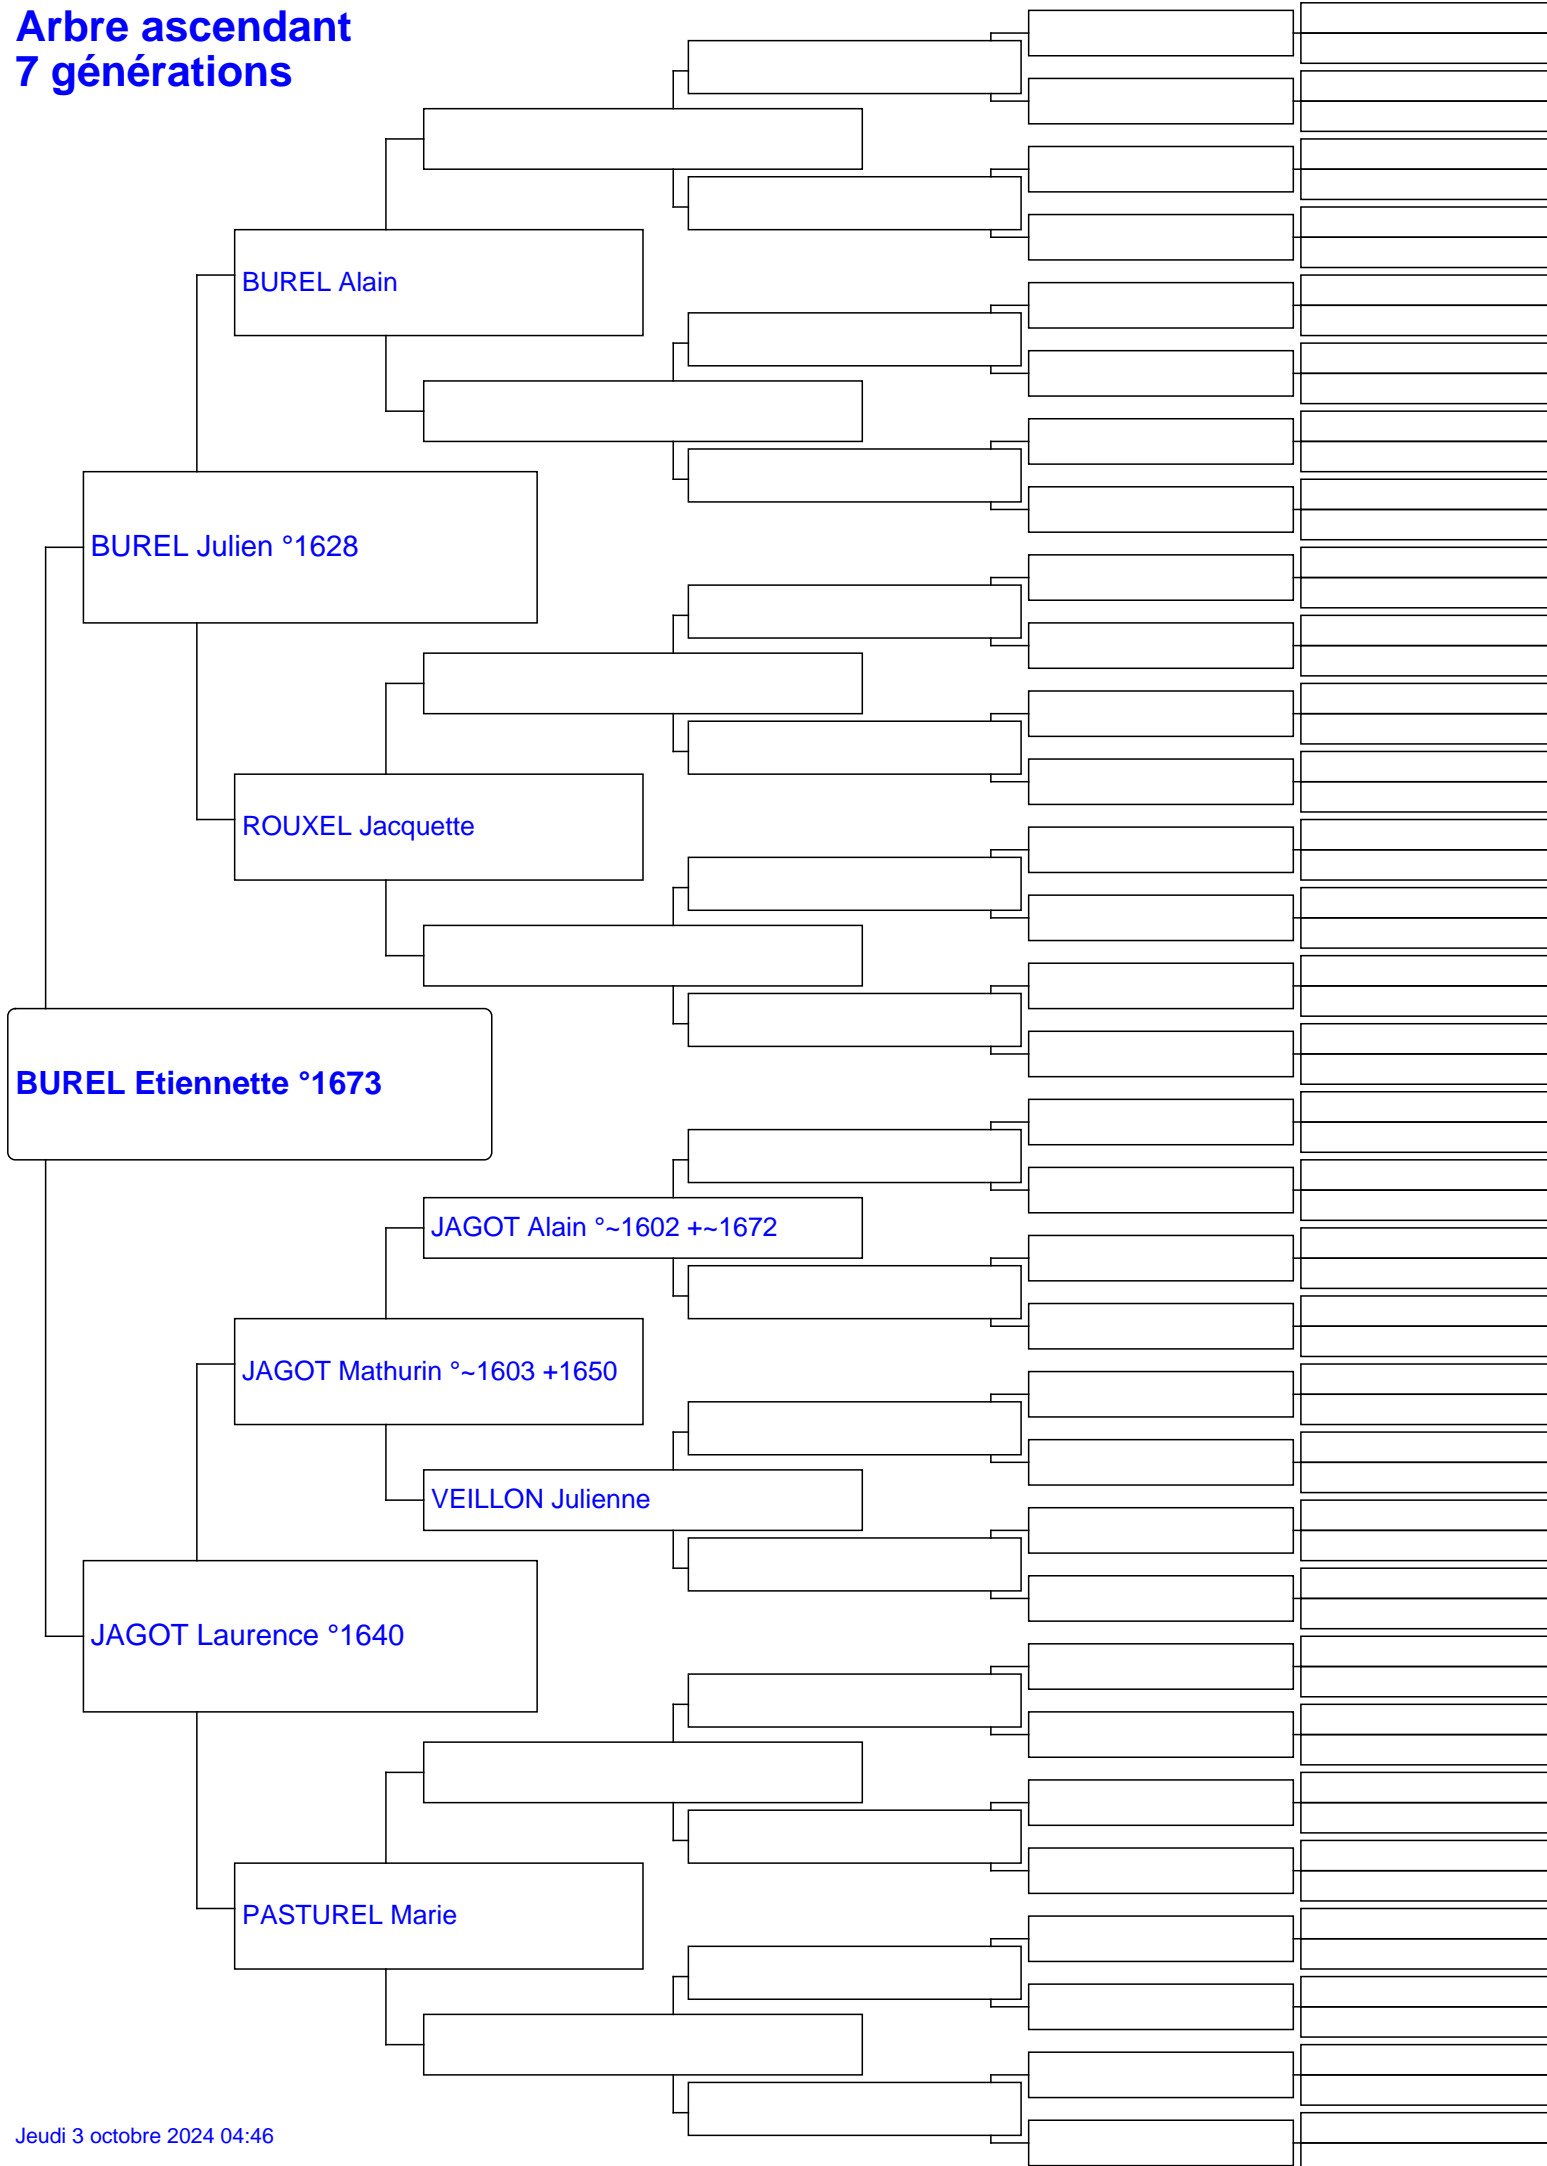 Arbre ascendant
7 générations
BUREL Alain
BUREL Julien °1628
ROUXEL Jacquette
BUREL Etiennette °1673
JAGOT Alain °~1602 +~1672
JAGOT Mathurin °~1603 +1650
VEILLON Julienne
JAGOT Laurence °1640
PASTUREL Marie
Jeudi 3 octobre 2024 04:46